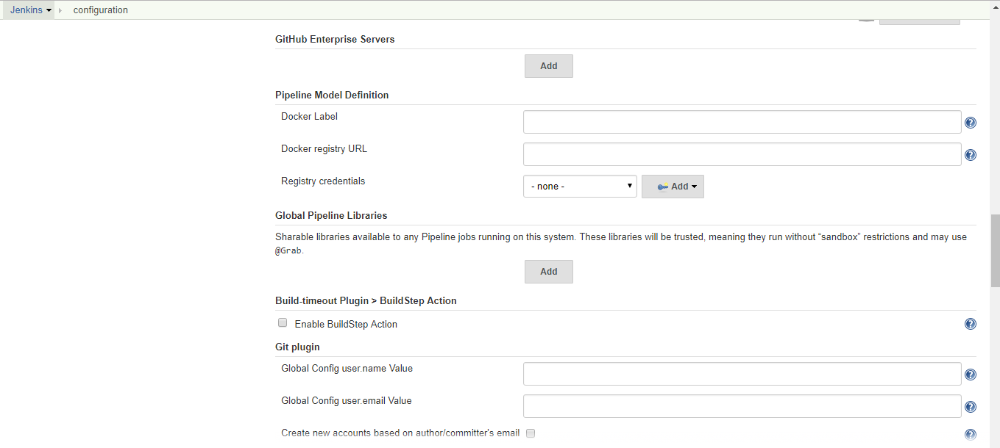 Jenkins configuration
GitHub Enterprise Servers
Add
Pipeline Model Definition
Docker Label
Docker registry URL
Registry credentials - none - Add
Global Pipeline Libraries
Sharable libraries available to any Pipeline jobs running on this system. These libraries will be trusted, meaning they run without “sandbox” restrictions and may use
@Grab.
Add
Build-timeout Plugin > BuildStep Action
Enable BuildStep Action
Git plugin
Global Config user.name Value
Global Config user.email Value
Create new accounts based on author/committer's email